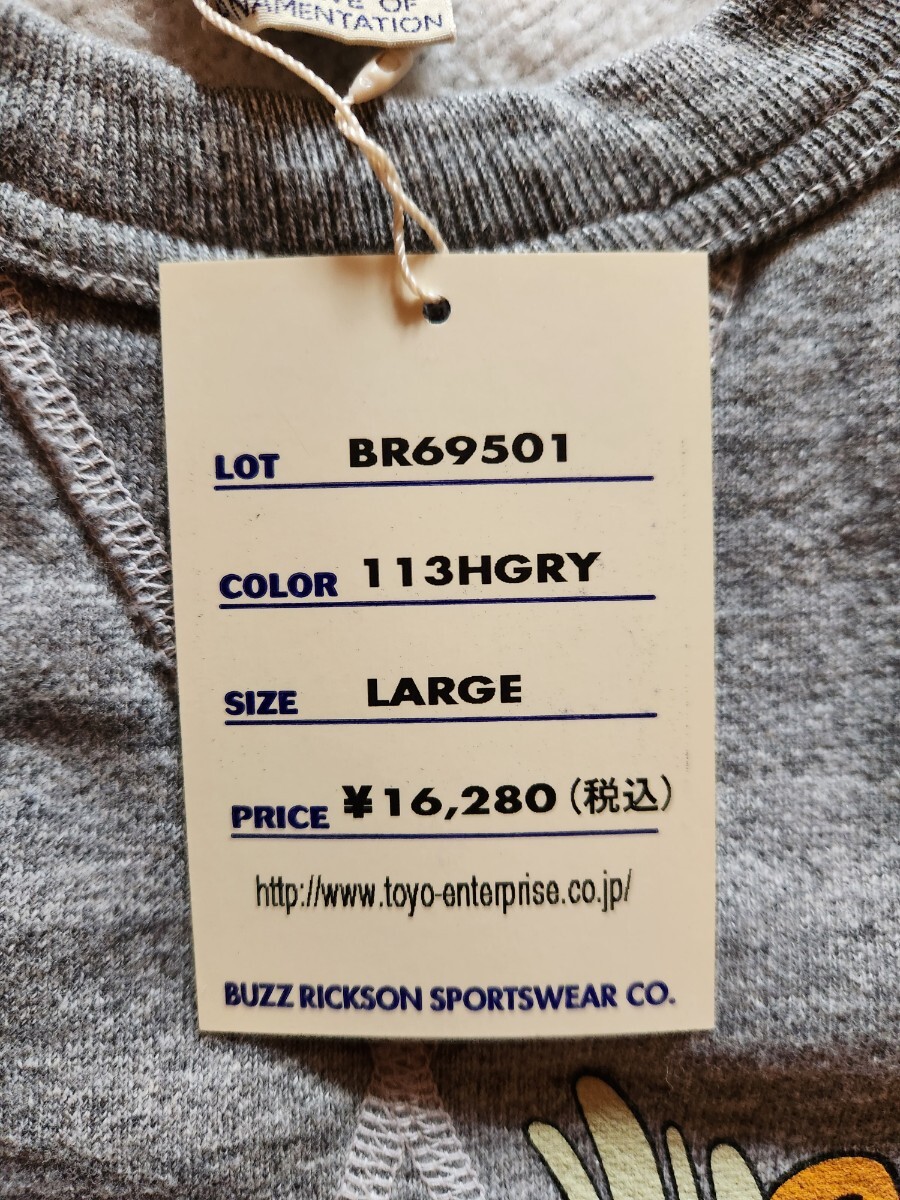 OF
LOT BR69501
COLOR 113HGRY
SIZE LARGE
PRICE ¥16,280(税込)
http://www.toyo-enterprise.co.jp/
BUZZ RICKSON SPORTSWEAR CO.